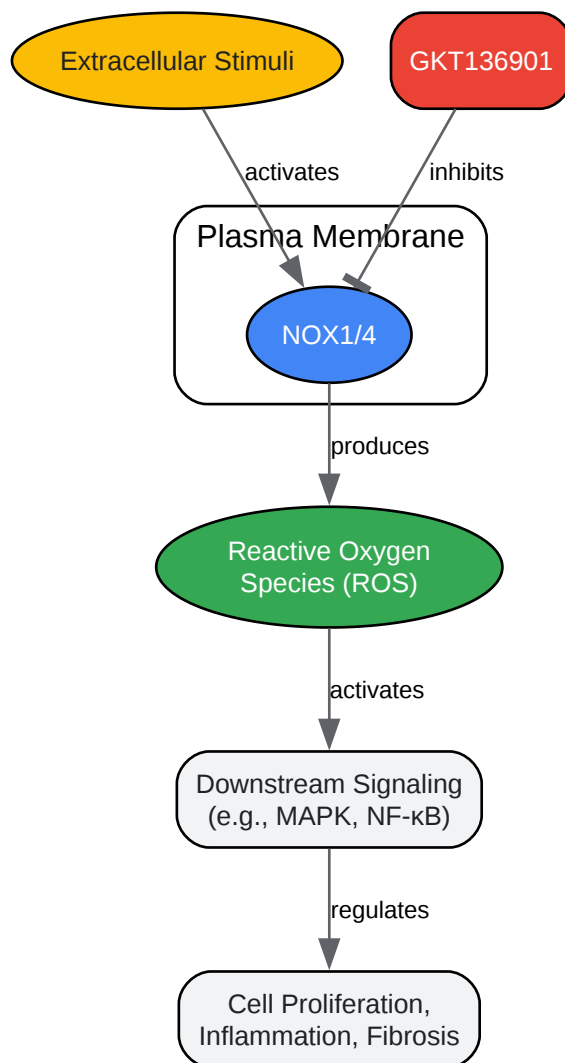 Extracellular Stimuli
GKT136901
activates
inhibits
Plasma Membrane
NOX1/4
produces
Reactive Oxygen
Species (ROS)
activates
Downstream Signaling
(e.g., MAPK, NF-κB)
regulates
Cell Proliferation,
Inflammation, Fibrosis